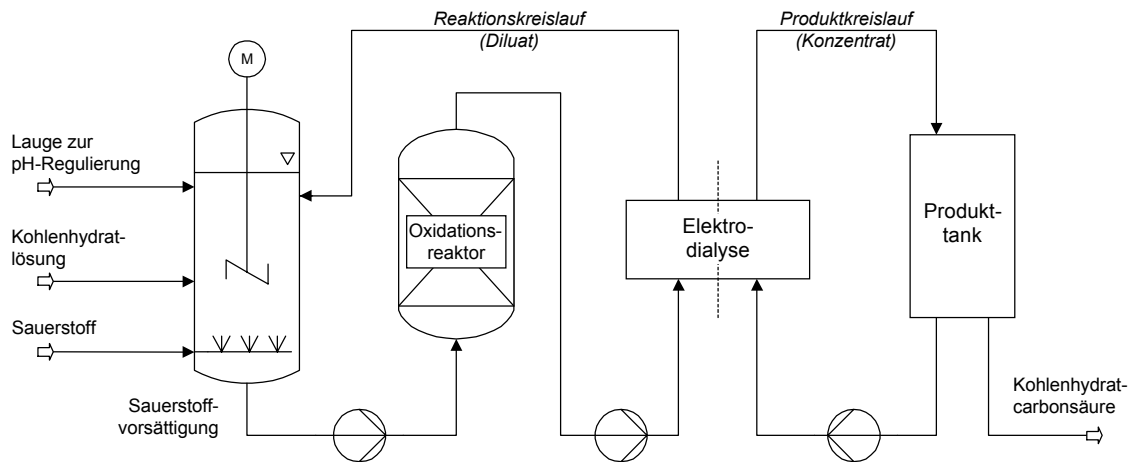 Reaktionskreislauf
(Diluat)
Produktkreislauf
(Konzentrat)
M
Lauge zur
pH-Regulierung
Kohlenhydrat-
lösung
Sauerstoff
Oxidations-
reaktor
Elektro-
dialyse
Produkt-
tank
Sauerstoff-
vorsättigung
Kohlenhydrat-
carbonsäure